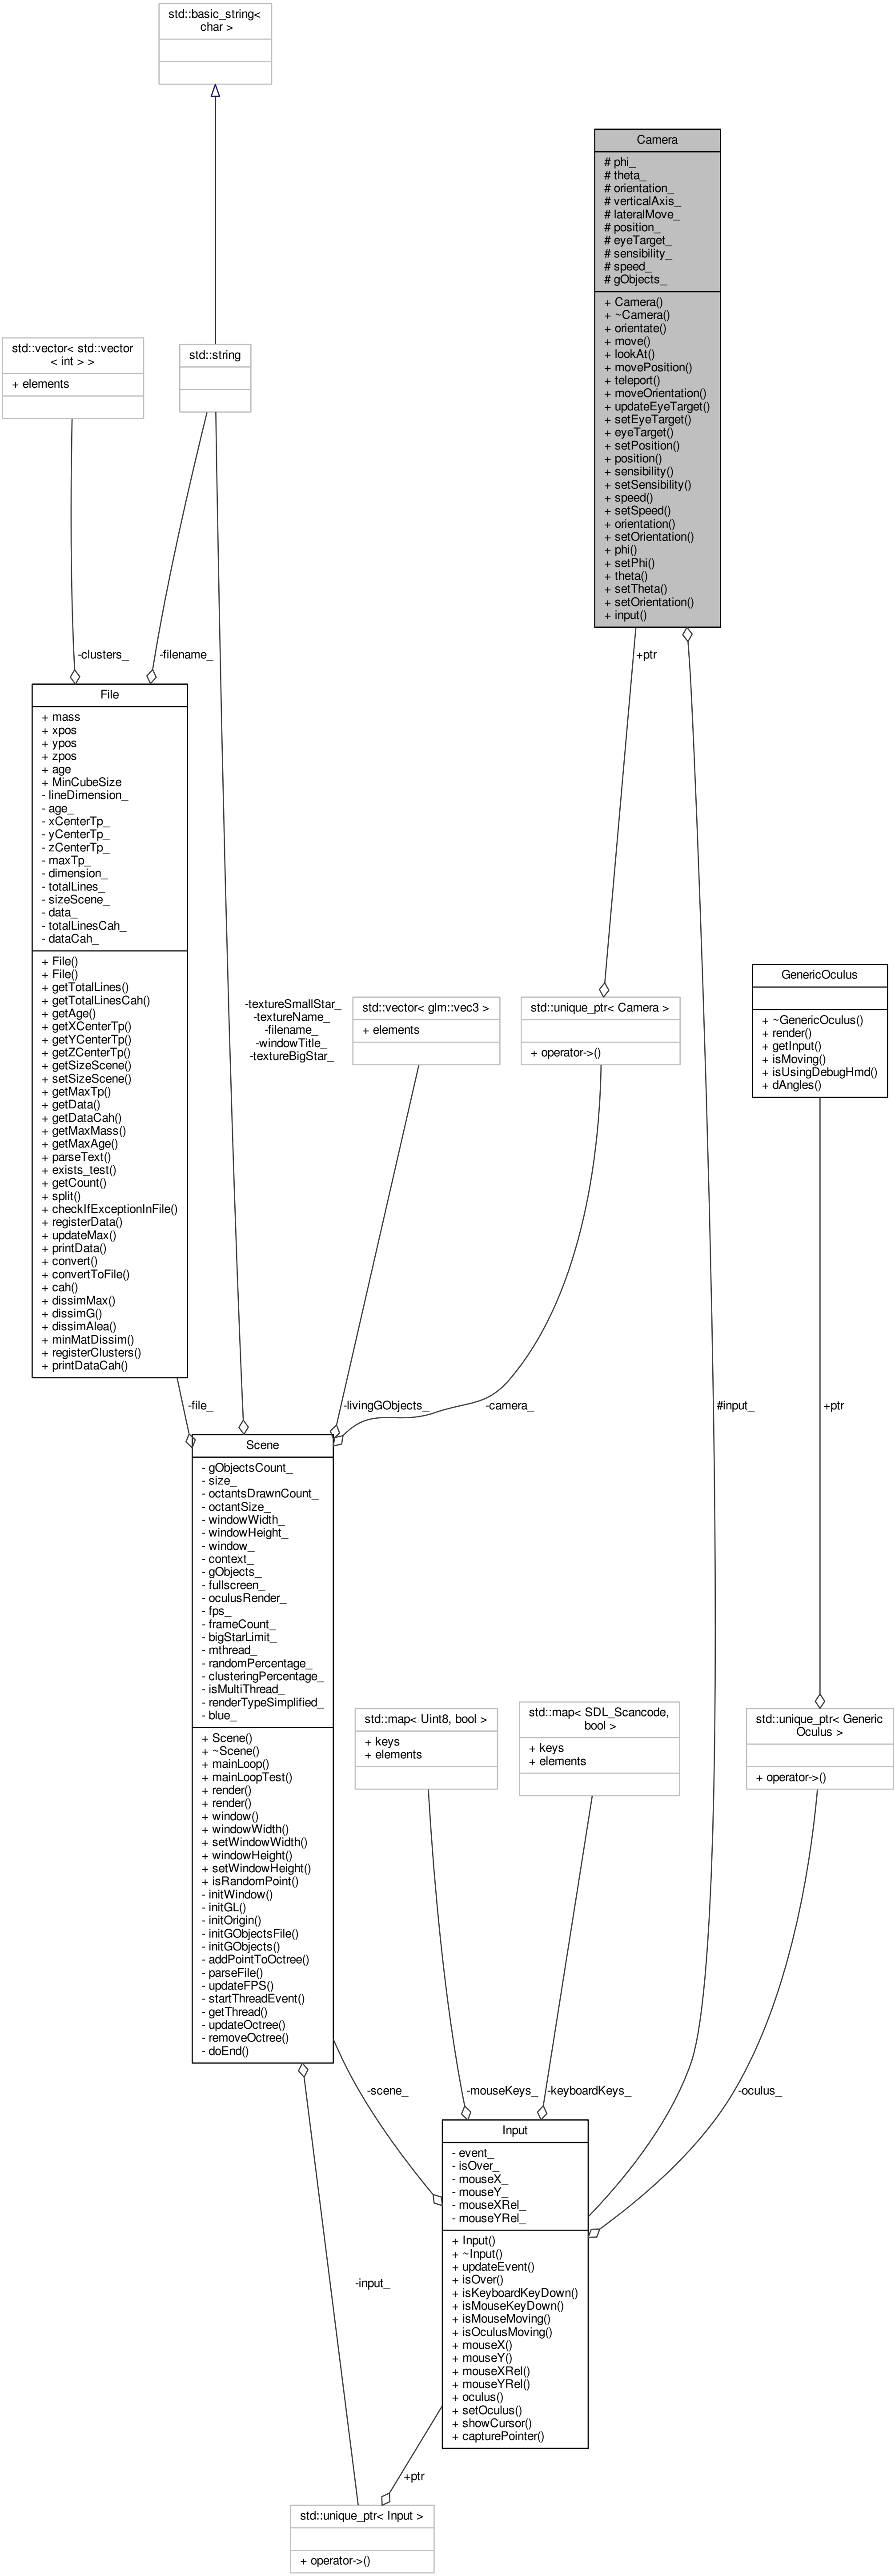 std::basic_string<
char >
Camera
# phi_
# theta_
# orientation_
# verticalAxis_
# lateralMove_
# position_
# eyeTarget_
# sensibility_
# speed_
# gObjects_
+ Camera()
+ ~Camera()
+ orientate()
+ move()
+ lookAt()
+ movePosition()
+ teleport()
+ moveOrientation()
+ updateEyeTarget()
+ setEyeTarget()
+ eyeTarget()
+ setPosition()
+ position()
+ sensibility()
+ setSensibility()
+ speed()
+ setSpeed()
+ orientation()
+ setOrientation()
+ phi()
+ setPhi()
+ theta()
+ setTheta()
+ setOrientation()
+ input()
std::vector< std::vector
< int > >
+ elements
std::string
-clusters_
-filename_
+ptr
File
+ mass
+ xpos
+ ypos
+ zpos
+ age
+ MinCubeSize
- lineDimension_
- age_
- xCenterTp_
- yCenterTp_
- zCenterTp_
- maxTp_
- dimension_
- totalLines_
- sizeScene_
- data_
- totalLinesCah_
- dataCah_
+ File()
+ File()
+ getTotalLines()
+ getTotalLinesCah()
+ getAge()
+ getXCenterTp()
+ getYCenterTp()
+ getZCenterTp()
+ getSizeScene()
+ setSizeScene()
+ getMaxTp()
+ getData()
+ getDataCah()
+ getMaxMass()
+ getMaxAge()
+ parseText()
+ exists_test()
+ getCount()
+ split()
+ checkIfExceptionInFile()
+ registerData()
+ updateMax()
+ printData()
+ convert()
+ convertToFile()
+ cah()
+ dissimMax()
+ dissimG()
+ dissimAlea()
+ minMatDissim()
+ registerClusters()
+ printDataCah()
-textureSmallStar_
-textureName_
-filename_
-windowTitle_
-textureBigStar_
std::vector< glm::vec3 >
+ elements
std::unique_ptr< Camera >
+ operator->()
GenericOculus
+ ~GenericOculus()
+ render()
+ getInput()
+ isMoving()
+ isUsingDebugHmd()
+ dAngles()
-file_
-livingGObjects_
-camera_
#input_
+ptr
Scene
- gObjectsCount_
- size_
- octantsDrawnCount_
- octantSize_
- windowWidth_
- windowHeight_
- window_
- context_
- gObjects_
- fullscreen_
- oculusRender_
- fps_
- frameCount_
- bigStarLimit_
- mthread_
- randomPercentage_
- clusteringPercentage_
- isMultiThread_
- renderTypeSimplified_
- blue_
+ Scene()
+ ~Scene()
+ mainLoop()
+ mainLoopTest()
+ render()
+ render()
+ window()
+ windowWidth()
+ setWindowWidth()
+ windowHeight()
+ setWindowHeight()
+ isRandomPoint()
- initWindow()
- initGL()
- initOrigin()
- initGObjectsFile()
- initGObjects()
- addPointToOctree()
- parseFile()
- updateFPS()
- startThreadEvent()
- getThread()
- updateOctree()
- removeOctree()
- doEnd()
std::map< Uint8, bool >
+ keys
+ elements
std::map< SDL_Scancode,
bool >
+ keys
+ elements
std::unique_ptr< Generic
Oculus >
+ operator->()
-scene_
-mouseKeys_
-keyboardKeys_
-oculus_
Input
- event_
- isOver_
- mouseX_
- mouseY_
- mouseXRel_
- mouseYRel_
+ Input()
+ ~Input()
+ updateEvent()
+ isOver()
+ isKeyboardKeyDown()
+ isMouseKeyDown()
+ isMouseMoving()
+ isOculusMoving()
+ mouseX()
+ mouseY()
+ mouseXRel()
+ mouseYRel()
+ oculus()
+ setOculus()
+ showCursor()
+ capturePointer()
-input_
+ptr
std::unique_ptr< Input >
+ operator->()